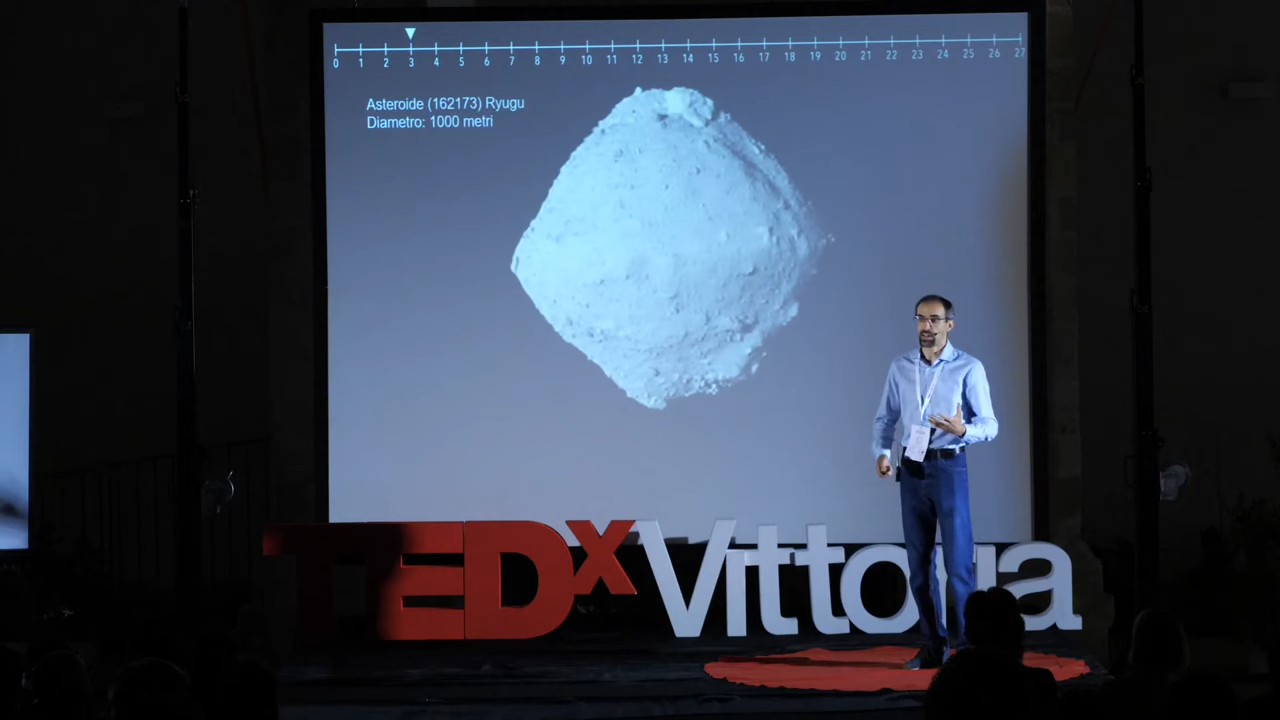 0 1 2 3 4 5 6 7 8 9 10 11 12 13 14 15 16 17 18 19 20 21 22 23 24 25 26 27
Asteroide (162173) Ryugu
Diametro: 1000 metri
TEDxVittoria